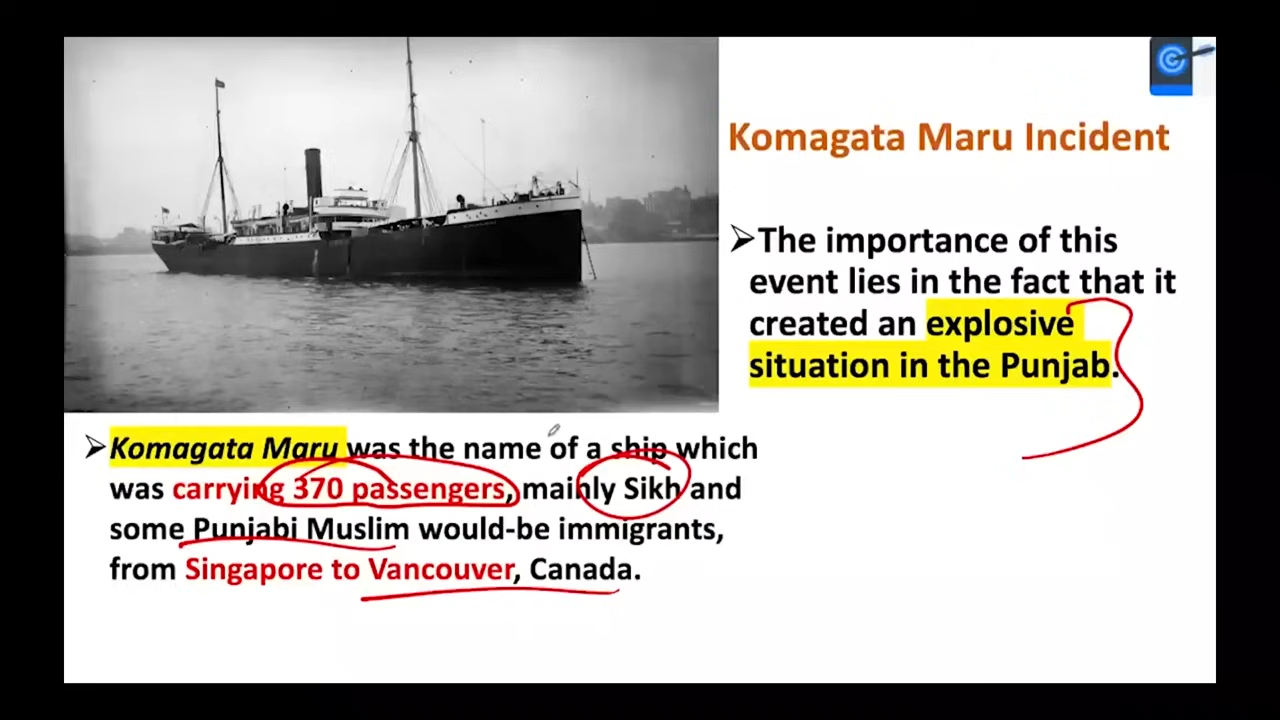 Komagata Maru Incident
➢The importance of this
event lies in the fact that it
created an explosive
situation in the Punjab.
➢Komagata Maru was the name of a ship which
was carrying 370 passengers, mainly Sikh and
some Punjabi Muslim would-be immigrants,
from Singapore to Vancouver, Canada.